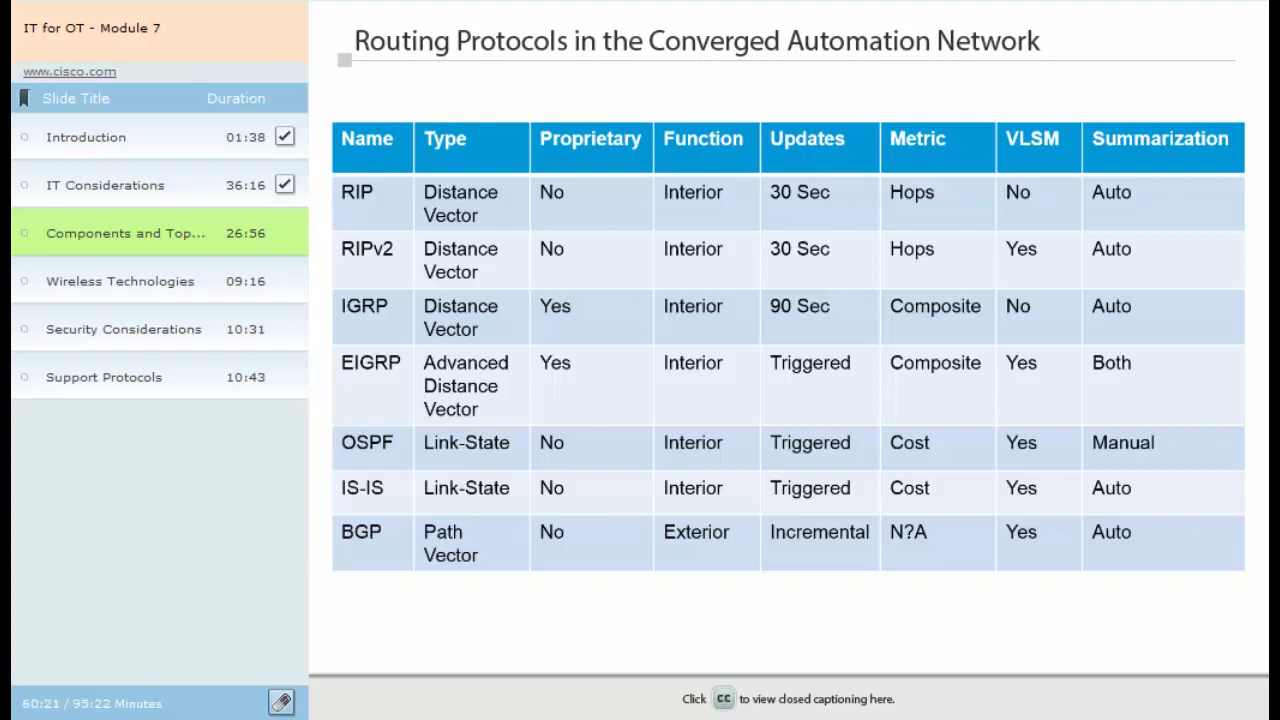 IT for OT - Module 7
www.cisco.com
Slide Title Duration
Introduction 01:38
IT Considerations 36:16
Components and Top... 26:56
Wireless Technologies 09:16
Security Considerations 10:31
Support Protocols 10:43
60:21 / 95:22 Minutes
Routing Protocols in the Converged Automation Network
Name Type Proprietary Function Updates Metric VLSM Summarization
RIP Distance No Interior 30 Sec Hops No Auto
Vector
RIPv2 Distance No Interior 30 Sec Hops Yes Auto
Vector
IGRP Distance Yes Interior 90 Sec Composite No Auto
Vector
EIGRP Advanced Yes Interior Triggered Composite Yes Both
Distance
Vector
OSPF Link-State No Interior Triggered Cost Yes Manual
IS-IS Link-State No Interior Triggered Cost Yes Auto
BGP Path No Exterior Incremental N?A Yes Auto
Vector
Click CC to view closed captioning here.